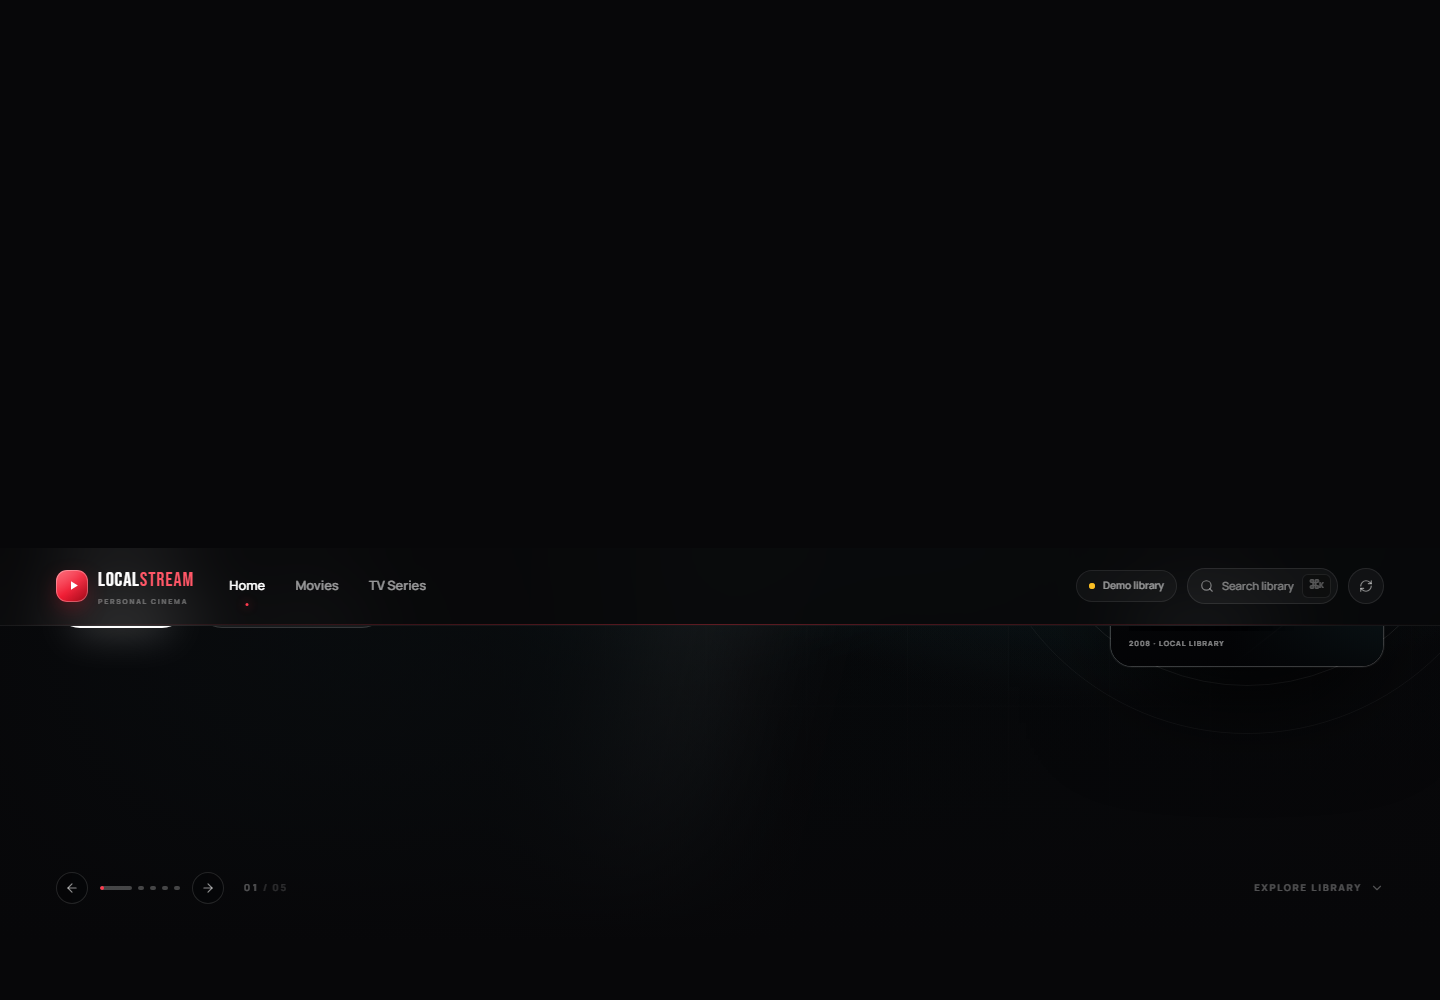 LOCALSTREAM
PERSONAL CINEMA
Home
Movies
TV Series
Demo library
Search library
⌘K
2008 · LOCAL LIBRARY
01 / 05
EXPLORE LIBRARY